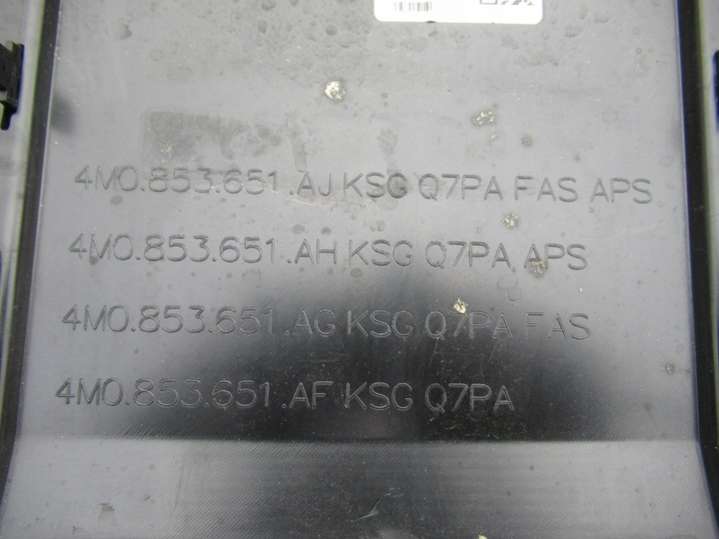 4M0.853.651.AJ KSG Q7PA FAS APS
4M0.853.651.AH KSG Q7PA APS
4M0.853.651.AG KSG Q7PA FAS
4M0.853.651.AF KSG Q7PA